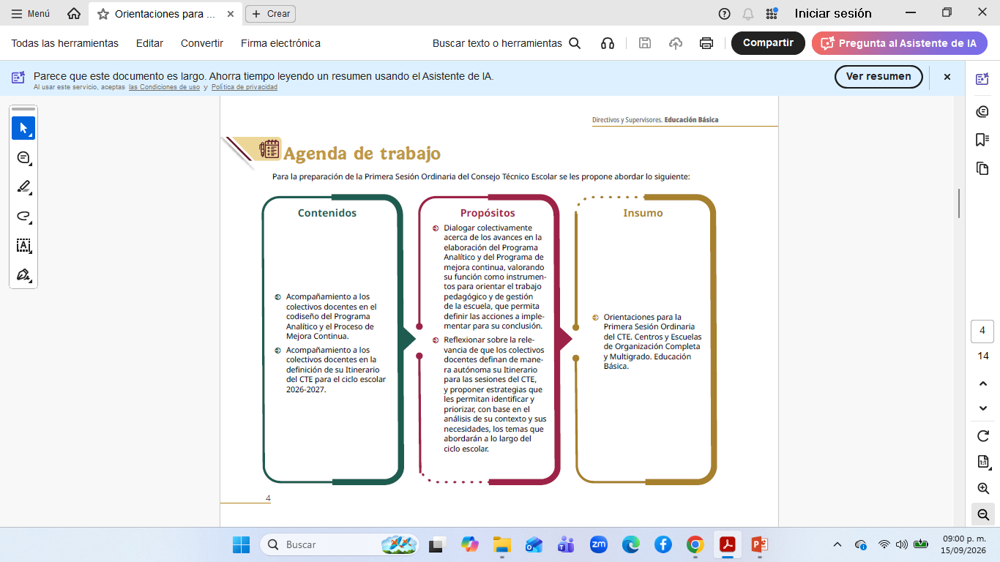 Menú
Orientaciones para ...
Crear
Iniciar sesión
Todas las herramientas
Editar
Convertir
Firma electrónica
Buscar texto o herramientas
Compartir
Pregunta al Asistente de IA
Parece que este documento es largo. Ahorra tiempo leyendo un resumen usando el Asistente de IA.
Al usar este servicio, aceptas las Condiciones de uso y Política de privacidad
Ver resumen
Directivos y Supervisores. Educación Básica
Agenda de trabajo
Para la preparación de la Primera Sesión Ordinaria del Consejo Técnico Escolar se les propone abordar lo siguiente:
Contenidos
Acompañamiento a los
colectivos docentes en el
codiseño del Programa
Analítico y el Proceso de
Mejora Continua.
Acompañamiento a los
colectivos docentes en la
definición de su Itinerario
del CTE para el ciclo escolar
2026-2027.
Propósitos
Dialogar colectivamente
acerca de los avances en la
elaboración del Programa
Analítico y del Programa de
mejora continua, valorando
su función como instrumen-
tos para orientar el trabajo
pedagógico y de gestión
de la escuela, que permita
definir las acciones a imple-
mentar para su conclusión.
Reflexionar sobre la rele-
vancia de que los colectivos
docentes definan de mane-
ra autónoma su Itinerario
para las sesiones del CTE,
y proponer estrategias que
les permitan identificar y
priorizar, con base en el
análisis de su contexto y sus
necesidades, los temas que
abordarán a lo largo del
ciclo escolar.
Insumo
Orientaciones para la
Primera Sesión Ordinaria
del CTE. Centros y Escuelas
de Organización Completa
y Multigrado. Educación
Básica.
4
4
14
1:1
Buscar
zm
09:00 p. m.
15/09/2026